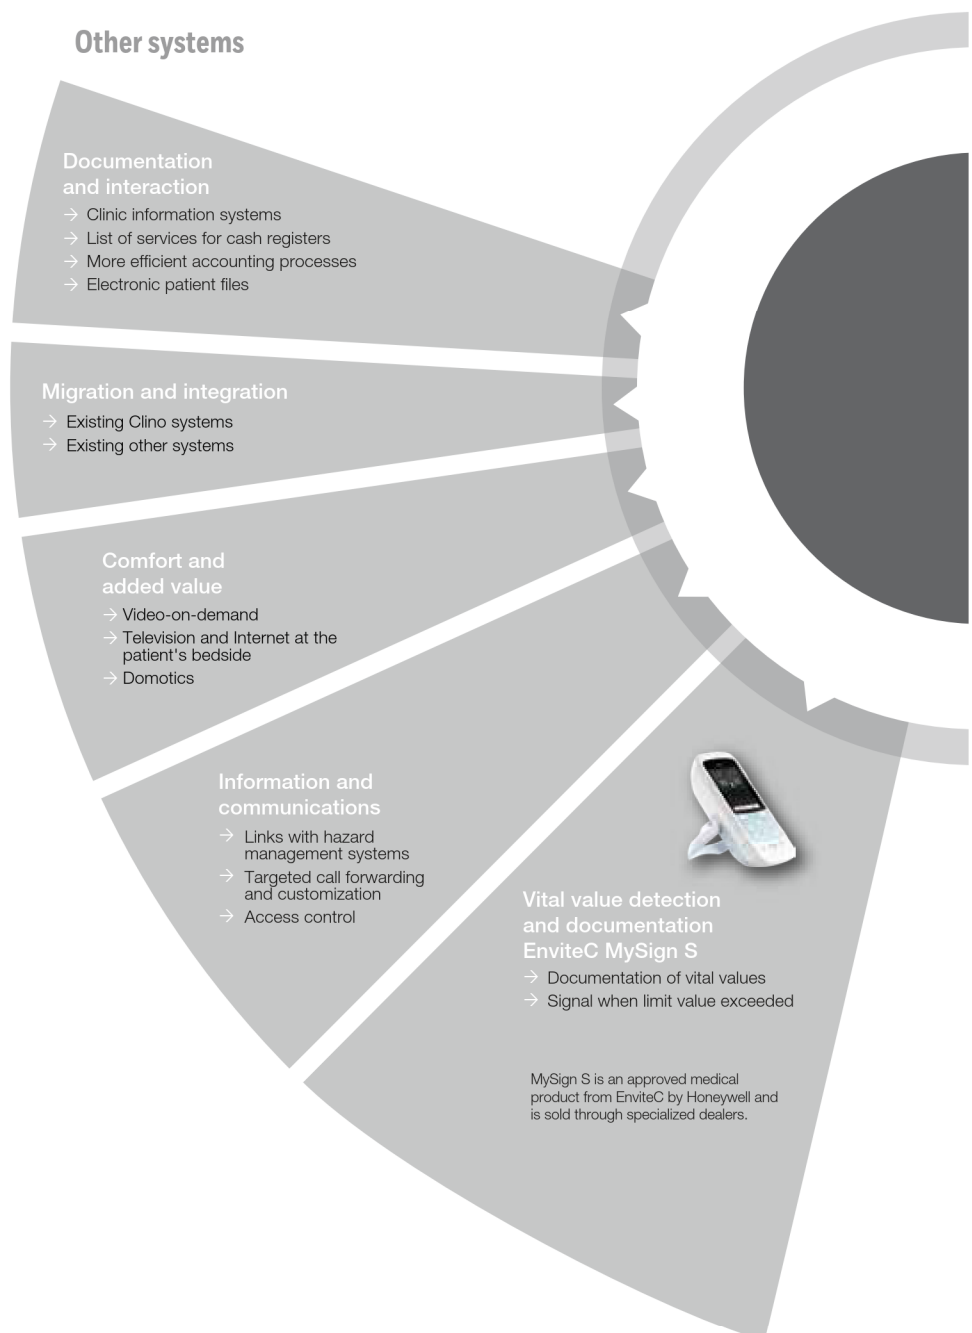 Other systems
Documentation
and interaction
→ Clinic information systems
→ List of services for cash registers
→ More efficient accounting processes
→ Electronic patient files
Migration and integration
→ Existing Clino systems
→ Existing other systems
Comfort and
added value
→ Video-on-demand
→ Television and Internet at the
patient's bedside
→ Domotics
Information and
communications
→ Links with hazard
management systems
→ Targeted call forwarding
and customization
→ Access control
Vital value detection
and documentation
EnviteC MySign S
→ Documentation of vital values
→ Signal when limit value exceeded
MySign S is an approved medical
product from EnviteC by Honeywell and
is sold through specialized dealers.